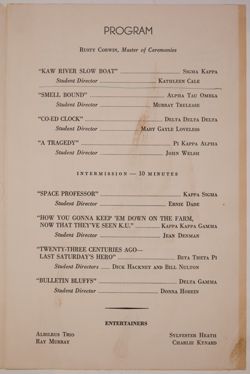 PROGRAM
RUSTY CORWIN, Master of Ceremonies
"KAW RIVER SLOW BOAT" SIGMA KAPPA
Student Director KATHLEEN CALE
"SMELL BOUND" ALPHA TAU OMEGA
Student Director MURRAY TRELEASE
"CO-ED CLOCK" DELTA DELTA DELTA
Student Director MARY GAYLE LOVELESS
"A TRAGEDY" PI KAPPA ALPHA
Student Director JOHN WELSH
INTERMISSION — 10 MINUTES
"SPACE PROFESSOR" KAPPA SIGMA
Student Director ERNIE DADE
"HOW YOU GONNA KEEP 'EM DOWN ON THE FARM,
NOW THAT THEY'VE SEEN K.U." KAPPA KAPPA GAMMA
Student Director JEAN DENMAN
"TWENTY-THREE CENTURIES AGO—
LAST SATURDAY'S HERO" BETA THETA PI
Student Directors DICK HACKNEY AND BILL NULTON
"BULLETIN BLUFFS" DELTA GAMMA
Student Director DONNA
ENTERTAINERS
TRIO SYLVESTER HEATH
RAY MURRAY CHARLIE KYNARD